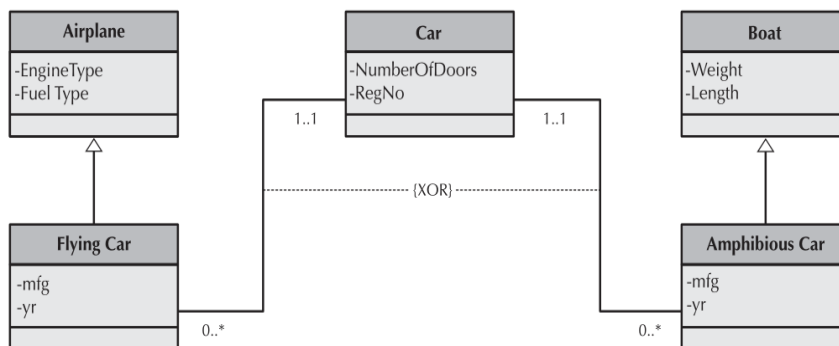 Airplane
-EngineType
-Fuel Type
Car
-NumberOfDoors
-RegNo
Boat
-Weight
-Length
1..1
1..1
{XOR}
Flying Car
-mfg
-yr
Amphibious Car
-mfg
-yr
0..*
0..*